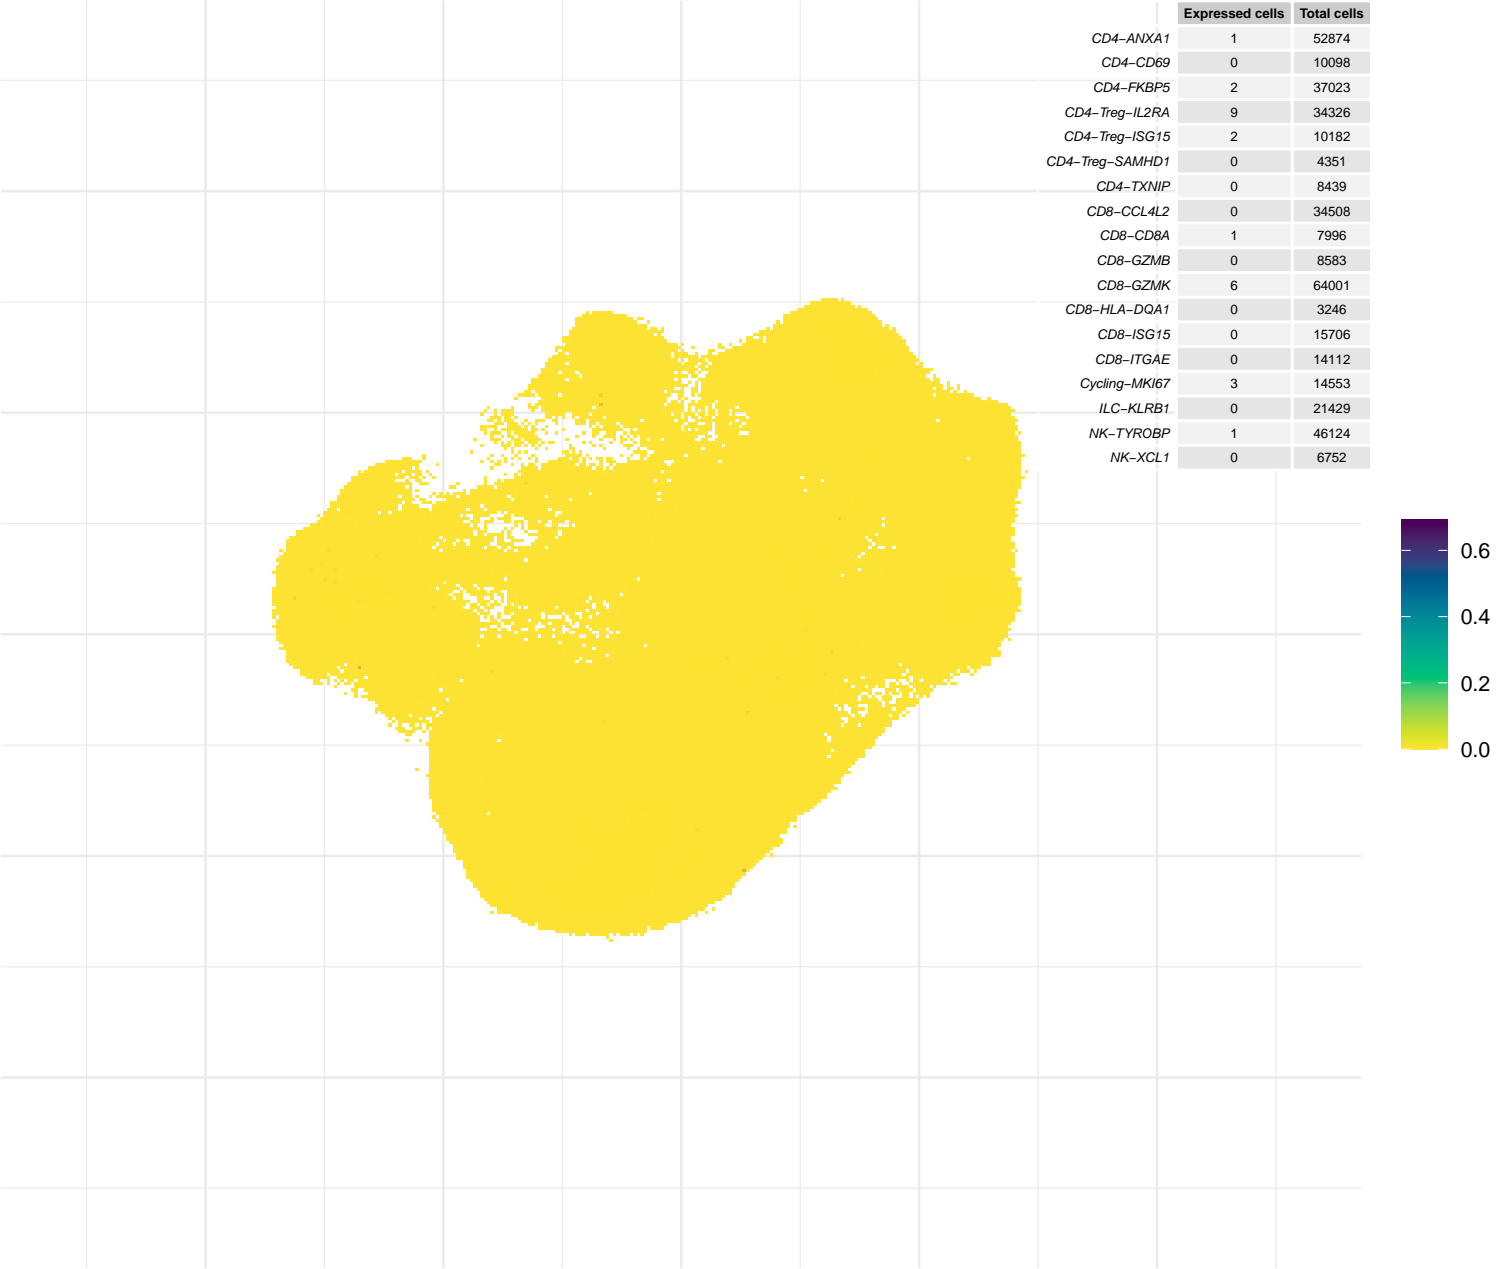 Expressed cells Total cells
CD4−ANXA1 1 52874
CD4−CD69 0 10098
CD4−FKBP5 2 37023
CD4−Treg−IL2RA 9 34326
CD4−Treg−ISG15 2 10182
CD4−Treg−SAMHD1 0 4351
CD4−TXNIP 0 8439
CD8−CCL4L2 0 34508
CD8−CD8A 1 7996
CD8−GZMB 0 8583
CD8−GZMK 6 64001
CD8−HLA−DQA1 0 3246
CD8−ISG15 0 15706
CD8−ITGAE 0 14112
Cycling−MKI67 3 14553
ILC−KLRB1 0 21429
NK−TYROBP 1 46124
NK−XCL1 0 6752
0.6
0.4
0.2
0.0